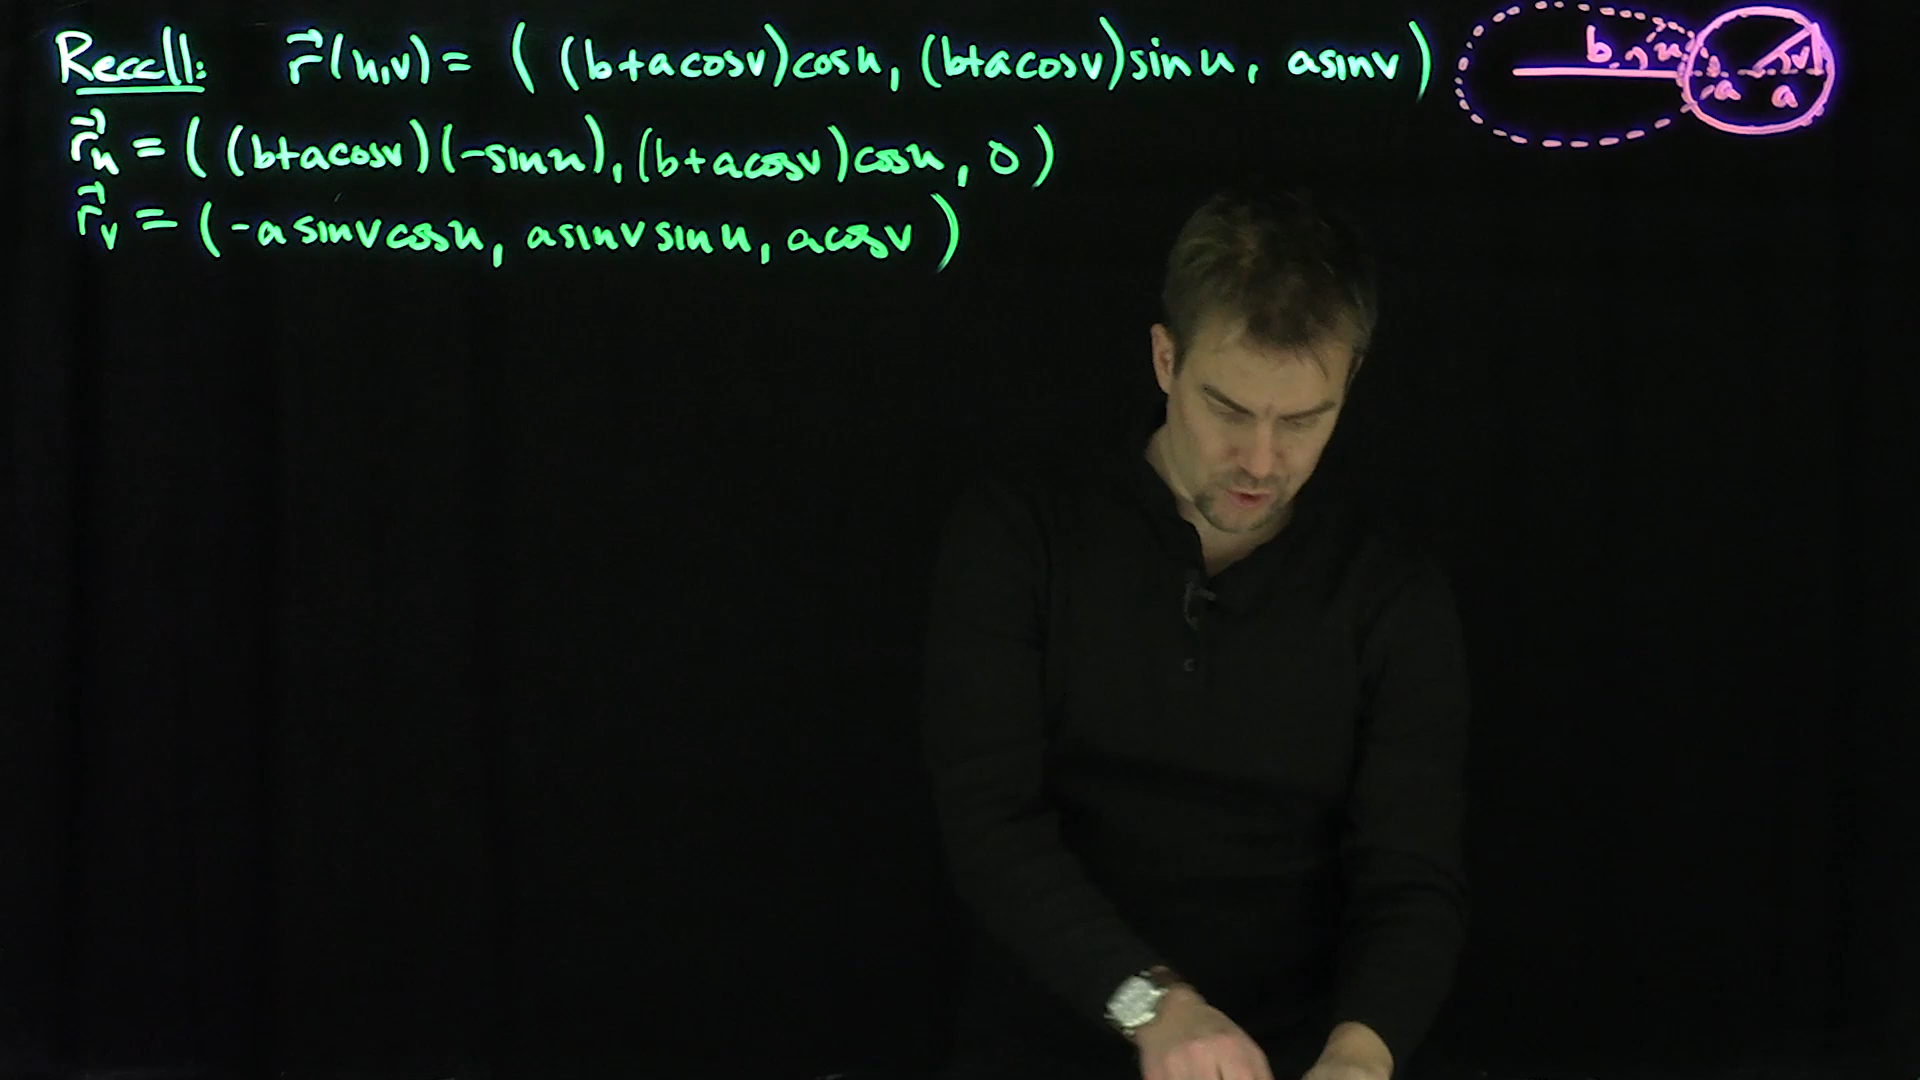 Recall: r⃗(u,v) = ( (b+acosv)cosu, (b+acosv)sinu, asinv )
r⃗ᵤ = ( (b+acosv)(-sinu), (b+acosv)cosu, 0 )
r⃗ᵥ = ( -asinvcosu, asinvsinu, acosv )
b u v
a a